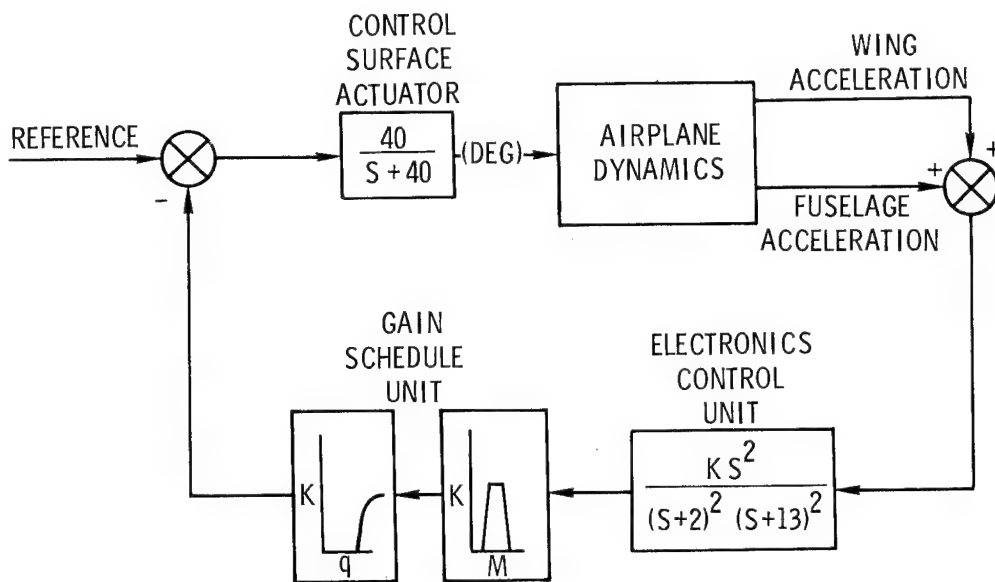 CONTROL
SURFACE
ACTUATOR
WING
ACCELERATION
REFERENCE
40
S + 40
(DEG)
AIRPLANE
DYNAMICS
+
+
-
FUSELAGE
ACCELERATION
GAIN
SCHEDULE
UNIT
ELECTRONICS
CONTROL
UNIT
K
q
K
M
K S²
(S+2)² (S+13)²